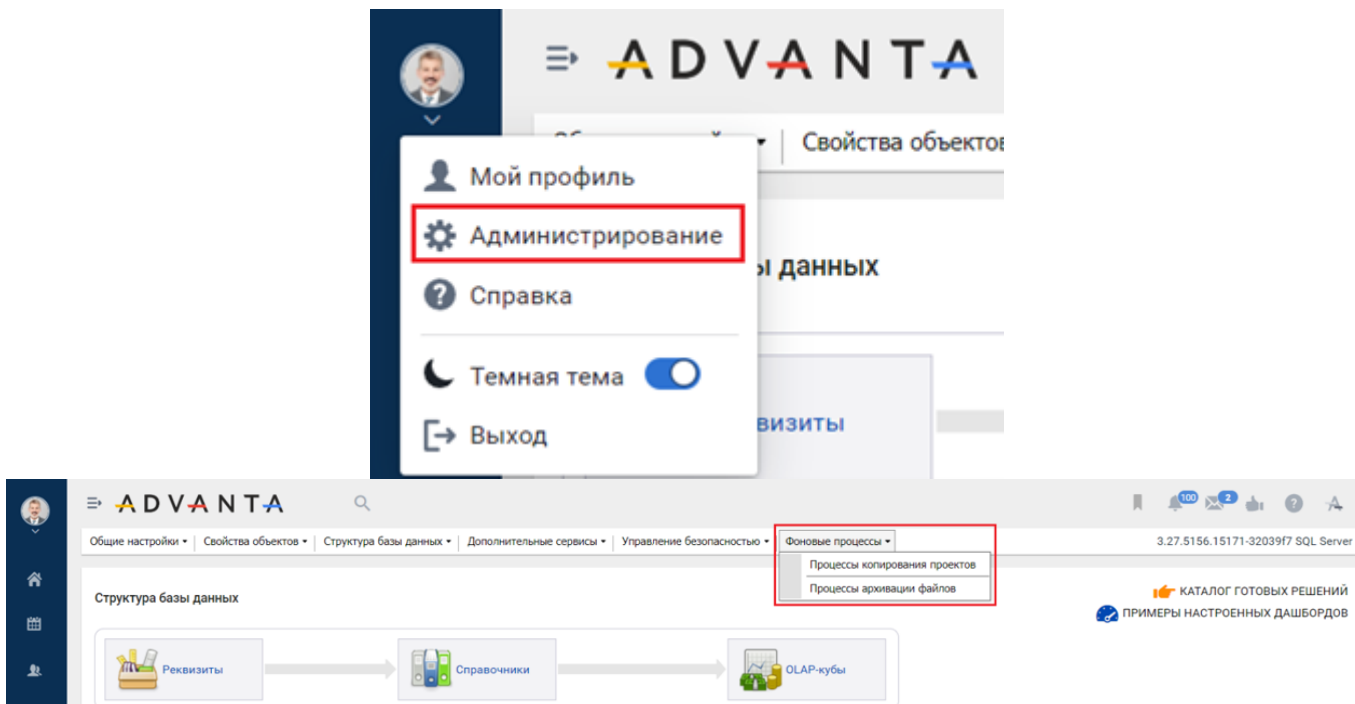 ADVANTA
Свойства объектов
Мой профиль
Администрирование
ы данных
Справка
Темная тема
визиты
Выход
ADVANTA
100
2
Общие настройки Свойства объектов Структура базы данных Дополнительные сервисы Управление безопасностью Фоновые процессы 3.27.5156.15171-32039f7 SQL Server
Процессы копирования проектов
Процессы архивации файлов
Структура базы данных
КАТАЛОГ ГОТОВЫХ РЕШЕНИЙ
ПРИМЕРЫ НАСТРОЕННЫХ ДАШБОРДОВ
Реквизиты
Справочники
OLAP-кубы